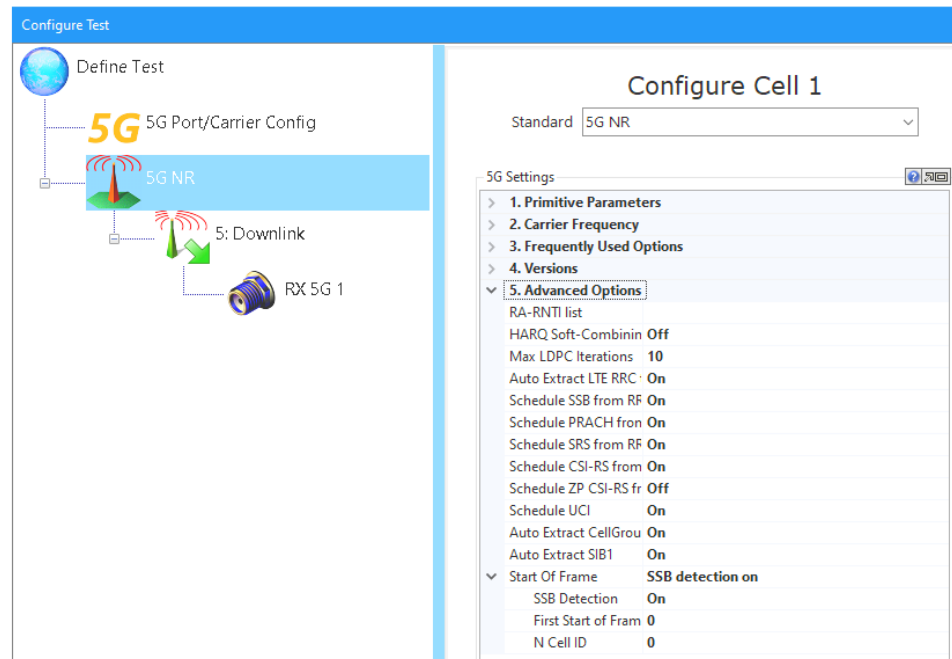 Configure Test
Define Test
5G 5G Port/Carrier Config
5G NR
5: Downlink
RX 5G 1
Configure Cell 1
Standard 5G NR
5G Settings
1. Primitive Parameters
2. Carrier Frequency
3. Frequently Used Options
4. Versions
5. Advanced Options
RA-RNTI list
HARQ Soft-Combinin Off
Max LDPC Iterations 10
Auto Extract LTE RRC On
Schedule SSB from RF On
Schedule PRACH fron On
Schedule SRS from RF On
Schedule CSI-RS from On
Schedule ZP CSI-RS fr Off
Schedule UCI On
Auto Extract CellGrou On
Auto Extract SIB1 On
Start Of Frame SSB detection on
SSB Detection On
First Start of Fram 0
N Cell ID 0